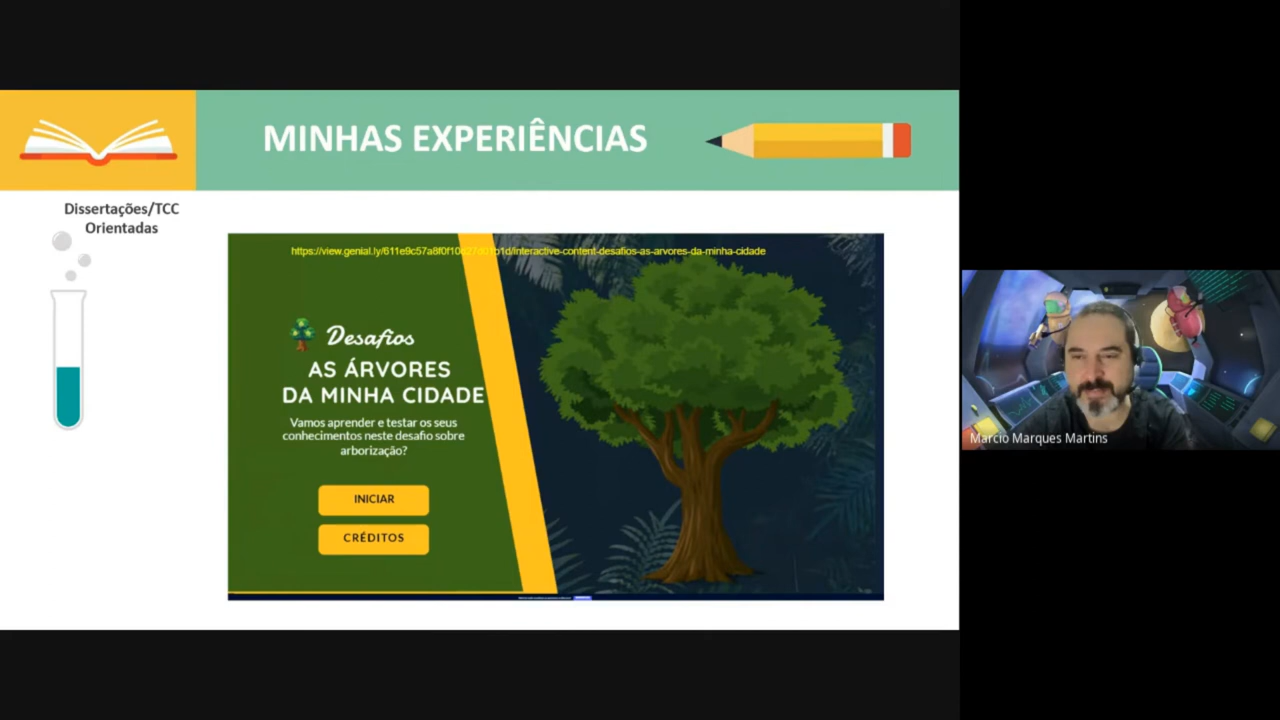 MINHAS EXPERIÊNCIAS
Dissertações/TCC
Orientadas
Desafios
AS ÁRVORES
DA MINHA CIDADE
Vamos aprender e testar os seus
conhecimentos neste desafio sobre
arborização?
INICIAR
CRÉDITOS
Marcio Marques Martins